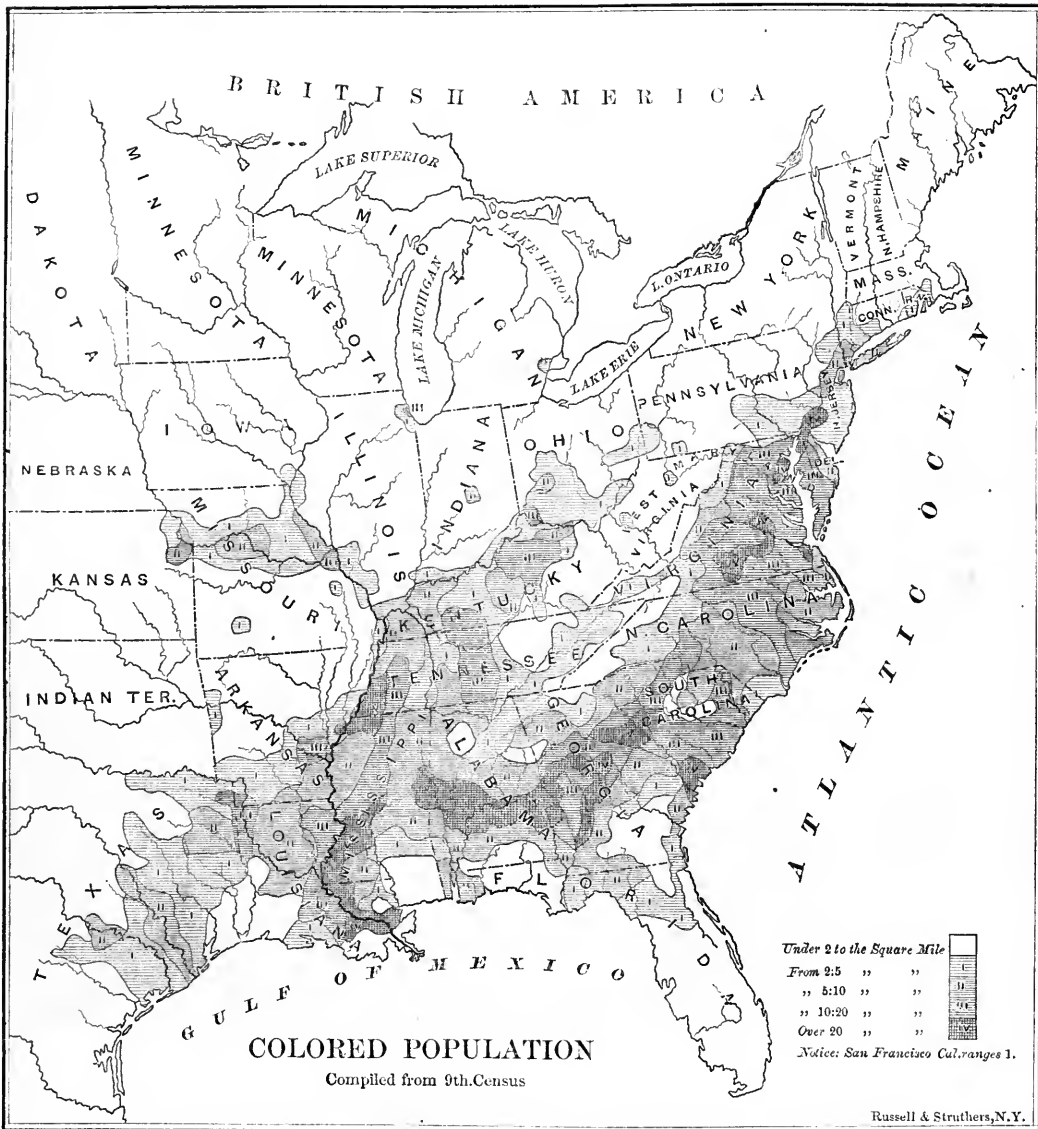 BRITISH AMERICA
MAINE
LAKE SUPERIOR
MINNESOTA
DAKOTA
MICHIGAN
LAKE HURON
VERMONT
N.HAMPSHIRE
MINNESOTA
LAKE MICHIGAN
L.ONTARIO
NEW YORK
MASS.
CONN.
R.I.
LAKE ERIE
PENNSYLVANIA
N.JERSEY
IOWA
ILLINOIS
INDIANA
OHIO
NEBRASKA
MARYLAND
DEL.
WEST VIRGINIA
VIRGINIA
MISSOURI
KANSAS
KENTUCKY
N.CAROLINA
TENNESSEE
INDIAN TER.
ARKANSAS
SOUTH
CAROLINA
MISSISSIPPI
ALABAMA
GEORGIA
TEXAS
LOUISIANA
FLORIDA
ATLANTIC OCEAN
GULF OF MEXICO
Under 2 to the Square Mile
From 2:5 „ „
„ 5:10 „ „
„ 10:20 „ „
Over 20 „ „
I
II
III
IV
Notice: San Francisco Cal.ranges 1.
COLORED POPULATION
Compiled from 9th.Census
Russell & Struthers,N.Y.